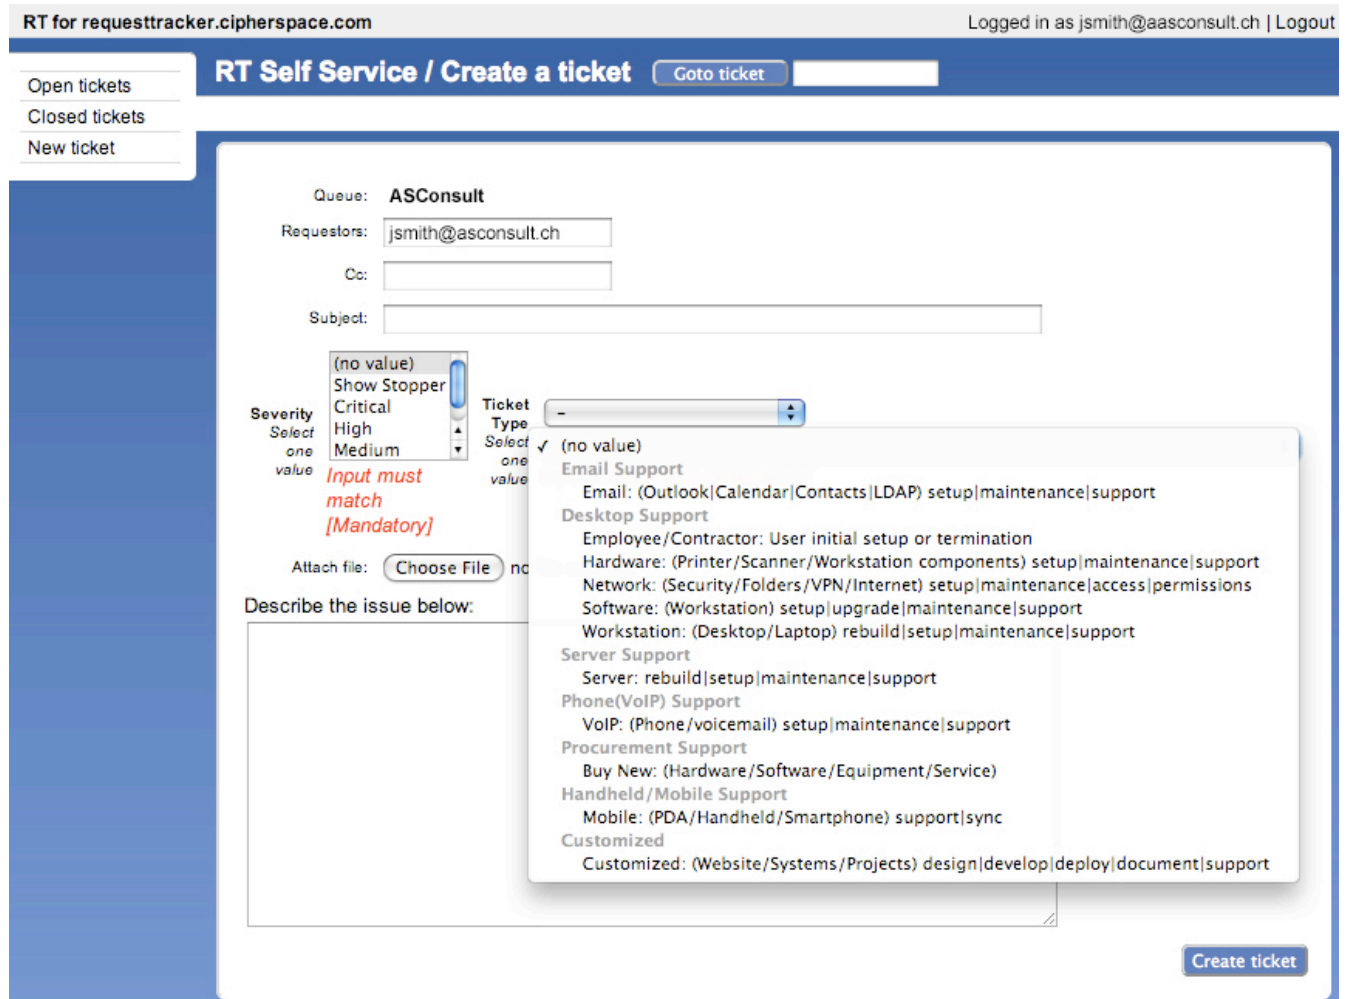 RT for requesttracker.cipherspace.com
Logged in as jsmith@aasconsult.ch | Logout
Open tickets
Closed tickets
New ticket
RT Self Service / Create a ticket
Goto ticket
Queue: ASConsult
Requestors: jsmith@asconsult.ch
Cc:
Subject:
Severity
Select
one
value
(no value)
Show Stopper
Critical
High
Medium
Input must
match
[Mandatory]
Ticket
Type
Select
one
value
-
✓ (no value)
Email Support
Email: (Outlook|Calendar|Contacts|LDAP) setup|maintenance|support
Desktop Support
Employee/Contractor: User initial setup or termination
Hardware: (Printer/Scanner/Workstation components) setup|maintenance|support
Network: (Security/Folders/VPN/Internet) setup|maintenance|access|permissions
Software: (Workstation) setup|upgrade|maintenance|support
Workstation: (Desktop/Laptop) rebuild|setup|maintenance|support
Server Support
Server: rebuild|setup|maintenance|support
Phone(VoIP) Support
VoIP: (Phone/voicemail) setup|maintenance|support
Procurement Support
Buy New: (Hardware/Software/Equipment/Service)
Handheld/Mobile Support
Mobile: (PDA/Handheld/Smartphone) support|sync
Customized
Customized: (Website/Systems/Projects) design|develop|deploy|document|support
Attach file: Choose File no
Describe the issue below:
Create ticket